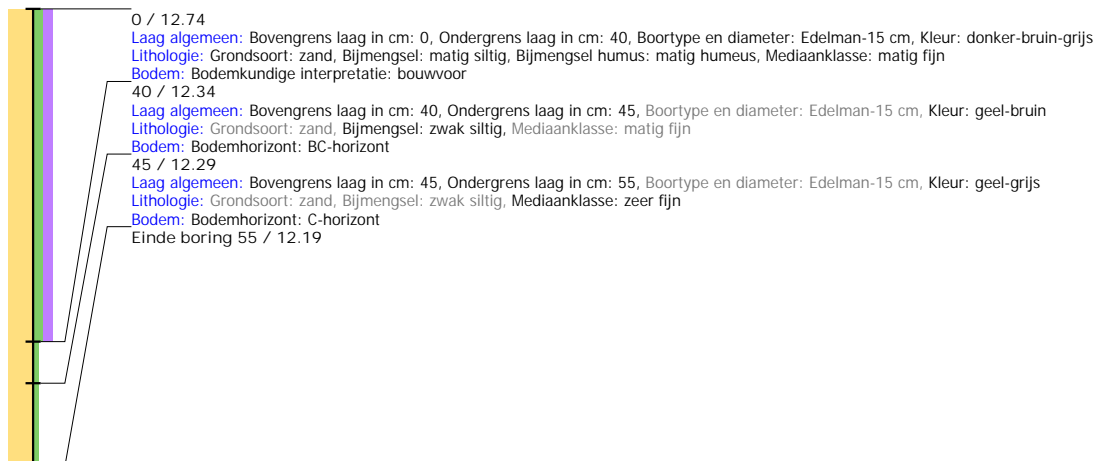 0 / 12.74
Laag algemeen: Bovengrens laag in cm: 0, Ondergrens laag in cm: 40, Boortype en diameter: Edelman-15 cm, Kleur: donker-bruin-grijs
Lithologie: Grondsoort: zand, Bijmengsel: matig siltig, Bijmengsel humus: matig humeus, Mediaanklasse: matig fijn
Bodem: Bodemkundige interpretatie: bouwvoor
40 / 12.34
Laag algemeen: Bovengrens laag in cm: 40, Ondergrens laag in cm: 45, Boortype en diameter: Edelman-15 cm, Kleur: geel-bruin
Lithologie: Grondsoort: zand, Bijmengsel: zwak siltig, Mediaanklasse: matig fijn
Bodem: Bodemhorizont: BC-horizont
45 / 12.29
Laag algemeen: Bovengrens laag in cm: 45, Ondergrens laag in cm: 55, Boortype en diameter: Edelman-15 cm, Kleur: geel-grijs
Lithologie: Grondsoort: zand, Bijmengsel: zwak siltig, Mediaanklasse: zeer fijn
Bodem: Bodemhorizont: C-horizont
Einde boring 55 / 12.19